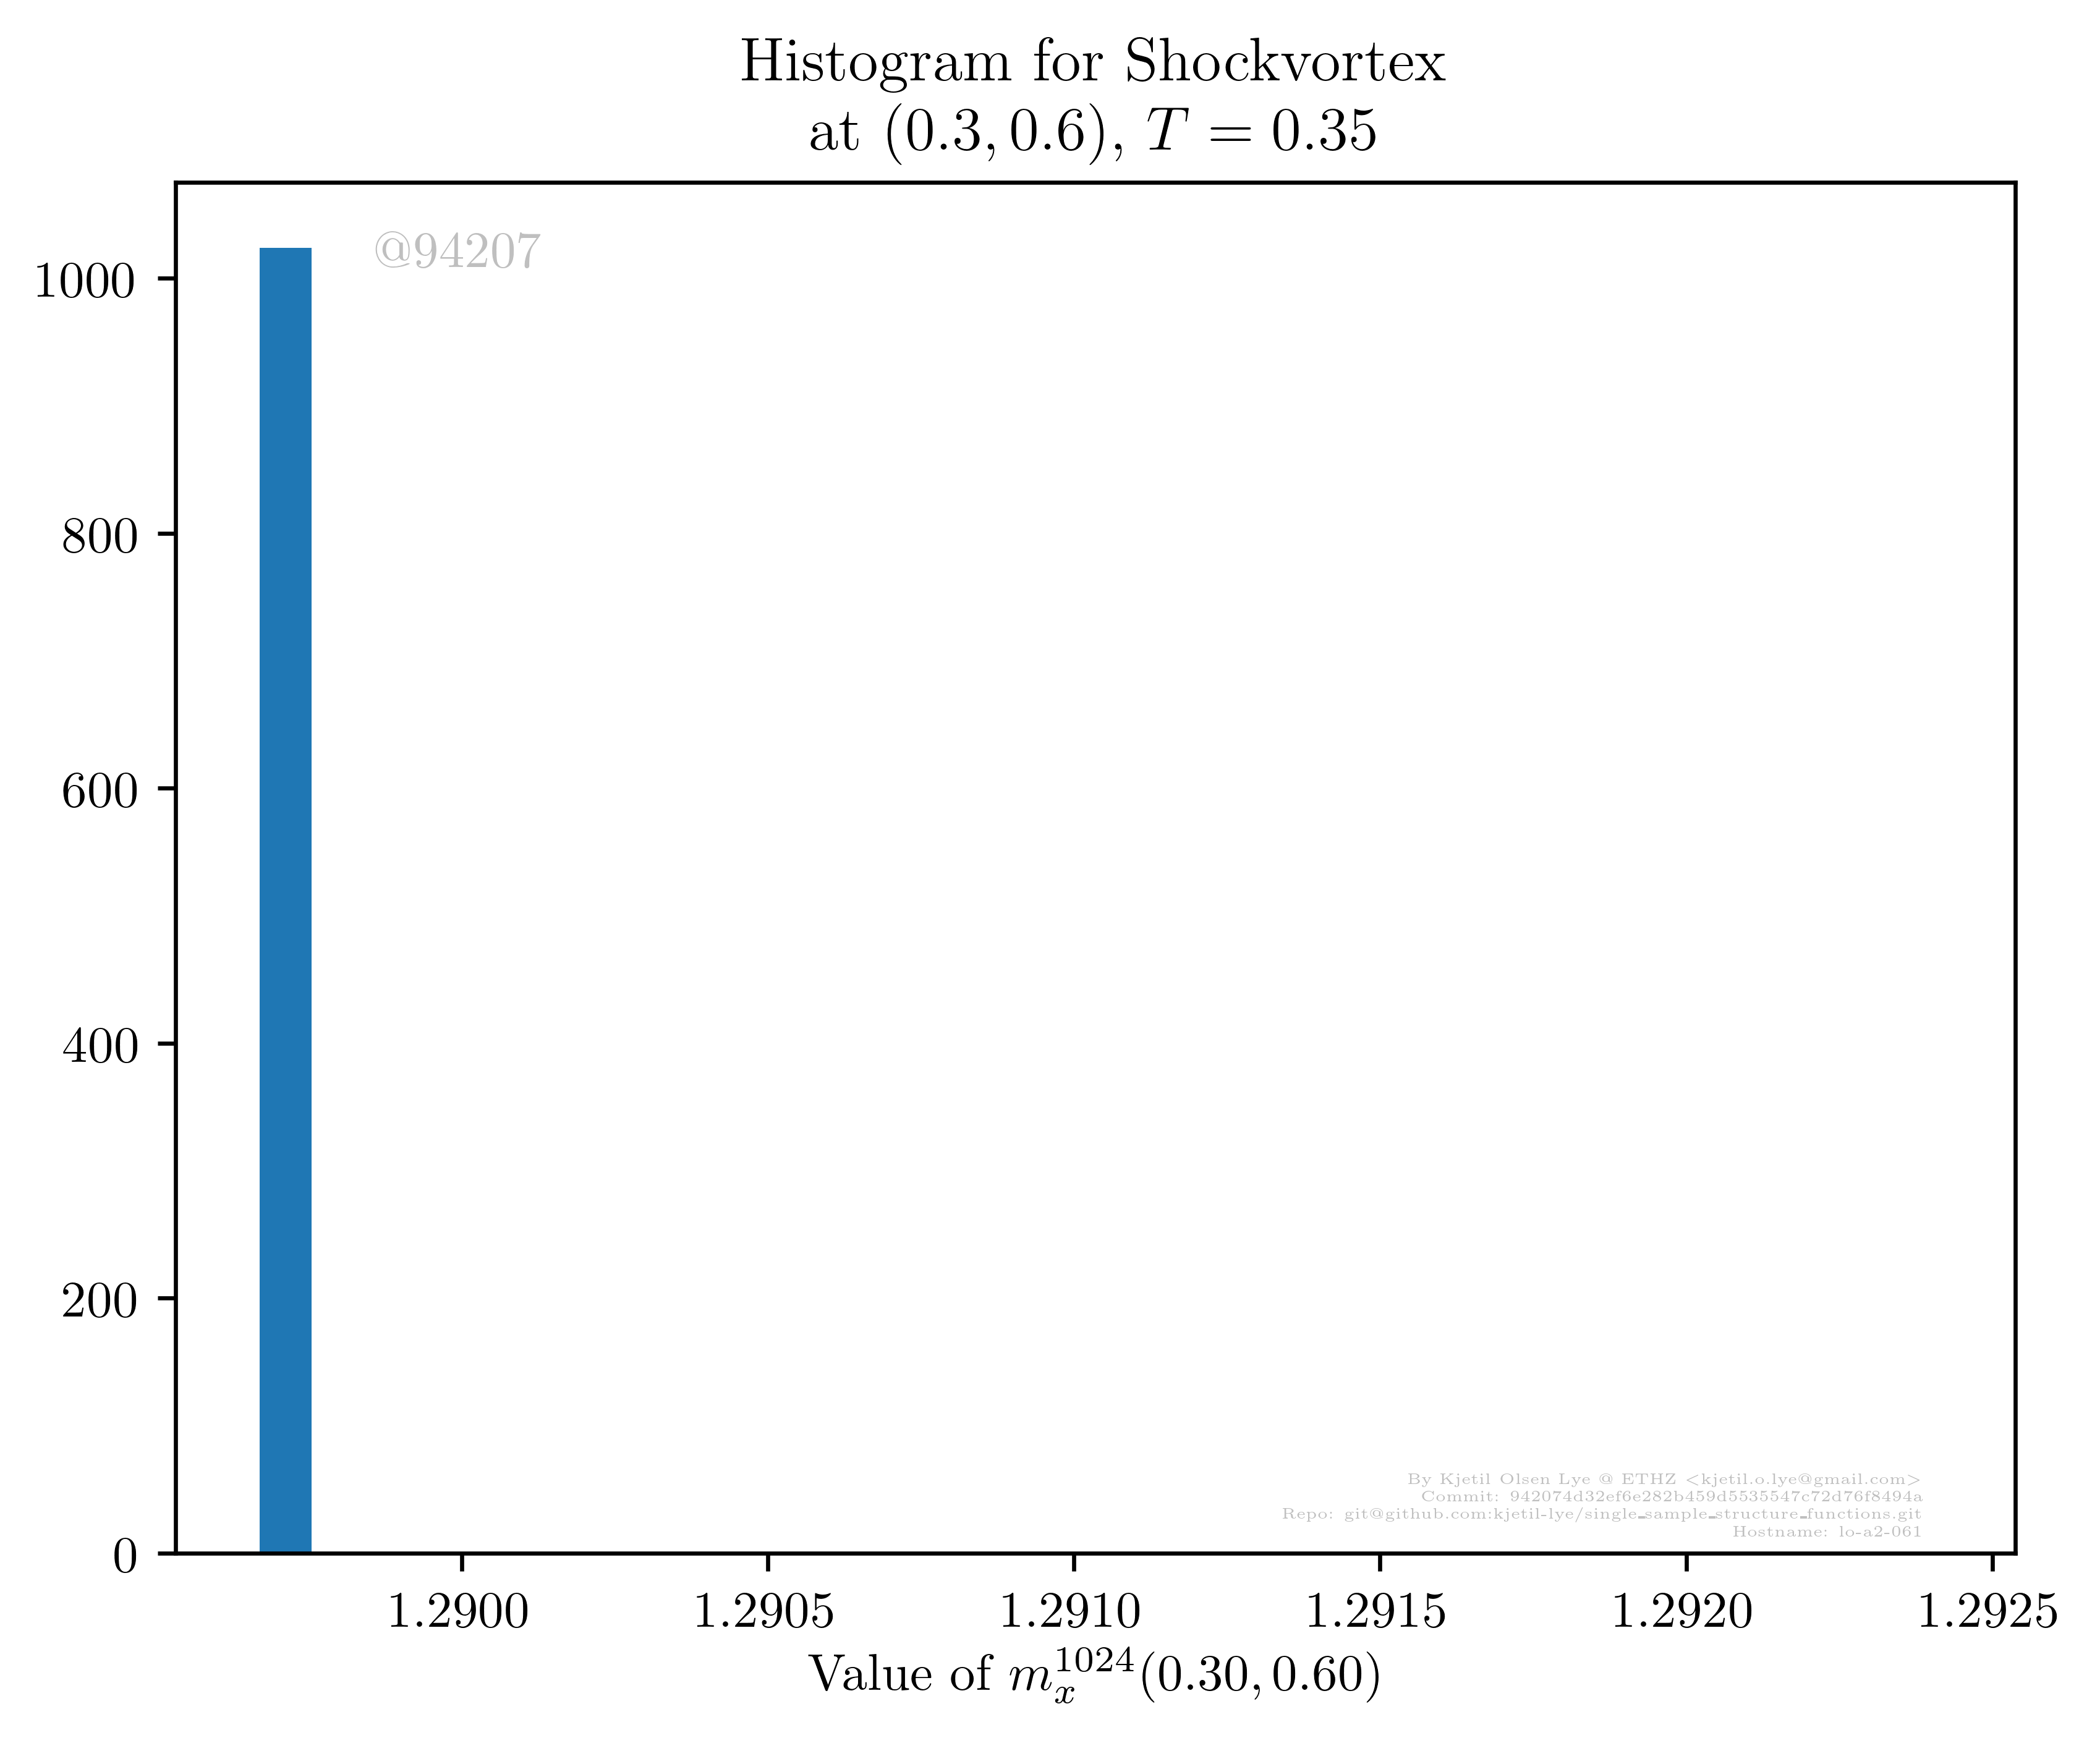 Histogram for Shockvortex
at (0.3, 0.6), T = 0.35
@94207
1000
800
600
400
200
0
By Kjetil Olsen Lye @ ETHZ <kjetil.o.lye@gmail.com>
Commit: 942074d32ef6e282b459d5535547c72d76f8494a
Repo: git@github.com:kjetil-lye/single_sample_structure_functions.git
Hostname: lo-a2-061
1.2900 1.2905 1.2910 1.2915 1.2920 1.2925
Value of $m_x^{1024}(0.30, 0.60)$